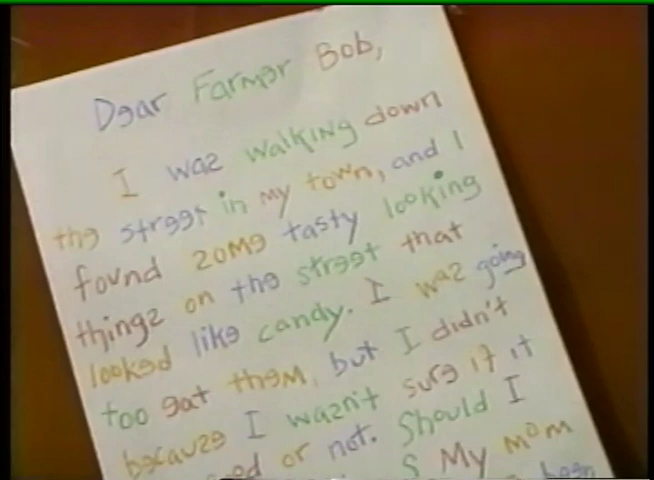 Dear Farmer Bob,
I waz walking down
the street in my town, and I
found zome tasty looking
thingz on the street that
looked like candy. I waz going
too eat them, but I didn't
becauze I wazn't sure if it
or not. Should I
My mom